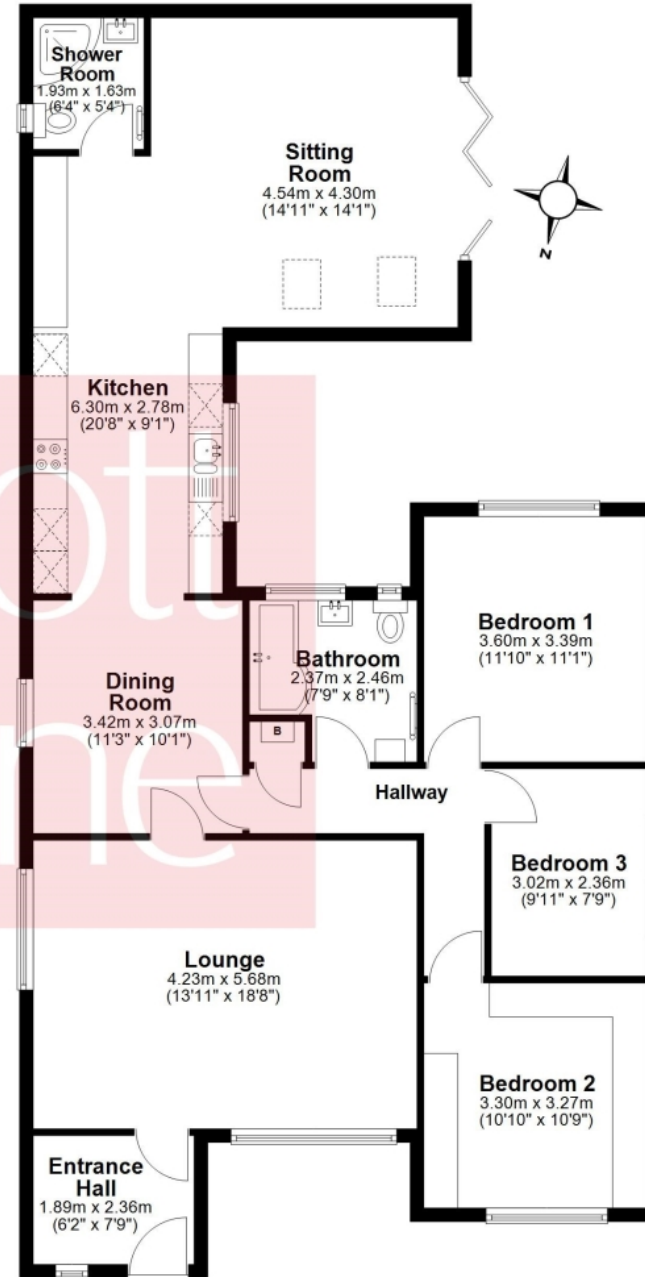 Shower
Room
1.93m x 1.63m
(6'4" x 5'4")
Sitting
Room
4.54m x 4.30m
(14'11" x 14'1")
N
Kitchen
6.30m x 2.78m
(20'8" x 9'1")
ott
ne
Bedroom 1
3.60m x 3.39m
(11'10" x 11'1")
Bathroom
2.37m x 2.46m
(7'9" x 8'1")
Dining
Room
3.42m x 3.07m
(11'3" x 10'1")
B
Hallway
Bedroom 3
3.02m x 2.36m
(9'11" x 7'9")
Lounge
4.23m x 5.68m
(13'11" x 18'8")
Bedroom 2
3.30m x 3.27m
(10'10" x 10'9")
Entrance
Hall
1.89m x 2.36m
(6'2" x 7'9")